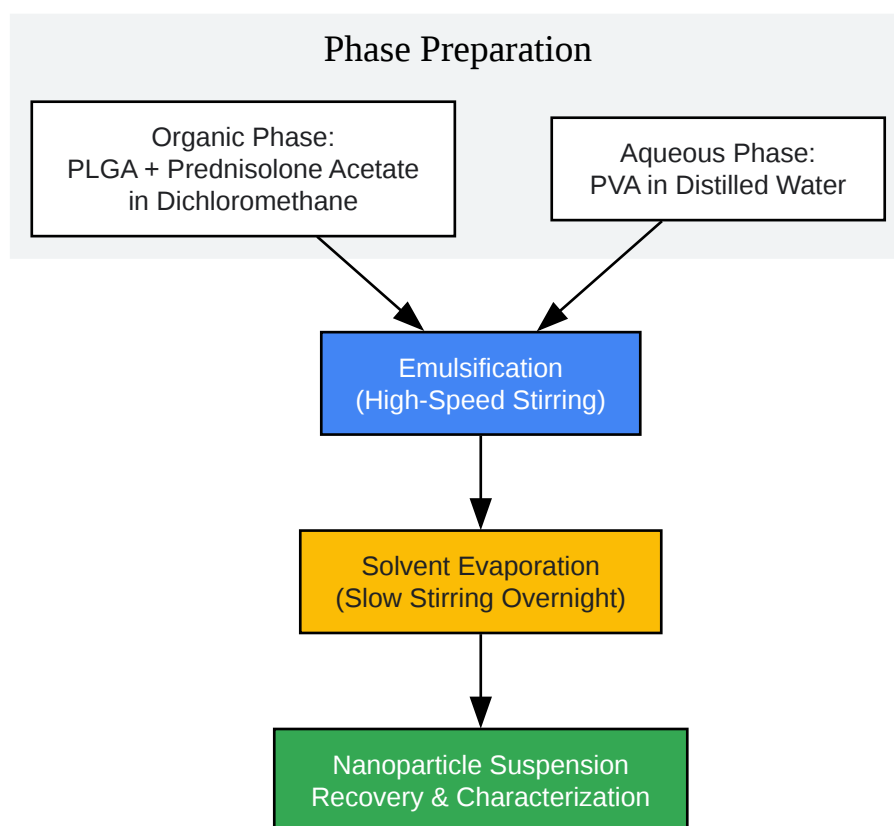 Phase Preparation
Organic Phase:
PLGA + Prednisolone Acetate
in Dichloromethane
Aqueous Phase:
PVA in Distilled Water
Emulsification
(High-Speed Stirring)
Solvent Evaporation
(Slow Stirring Overnight)
Nanoparticle Suspension
Recovery & Characterization